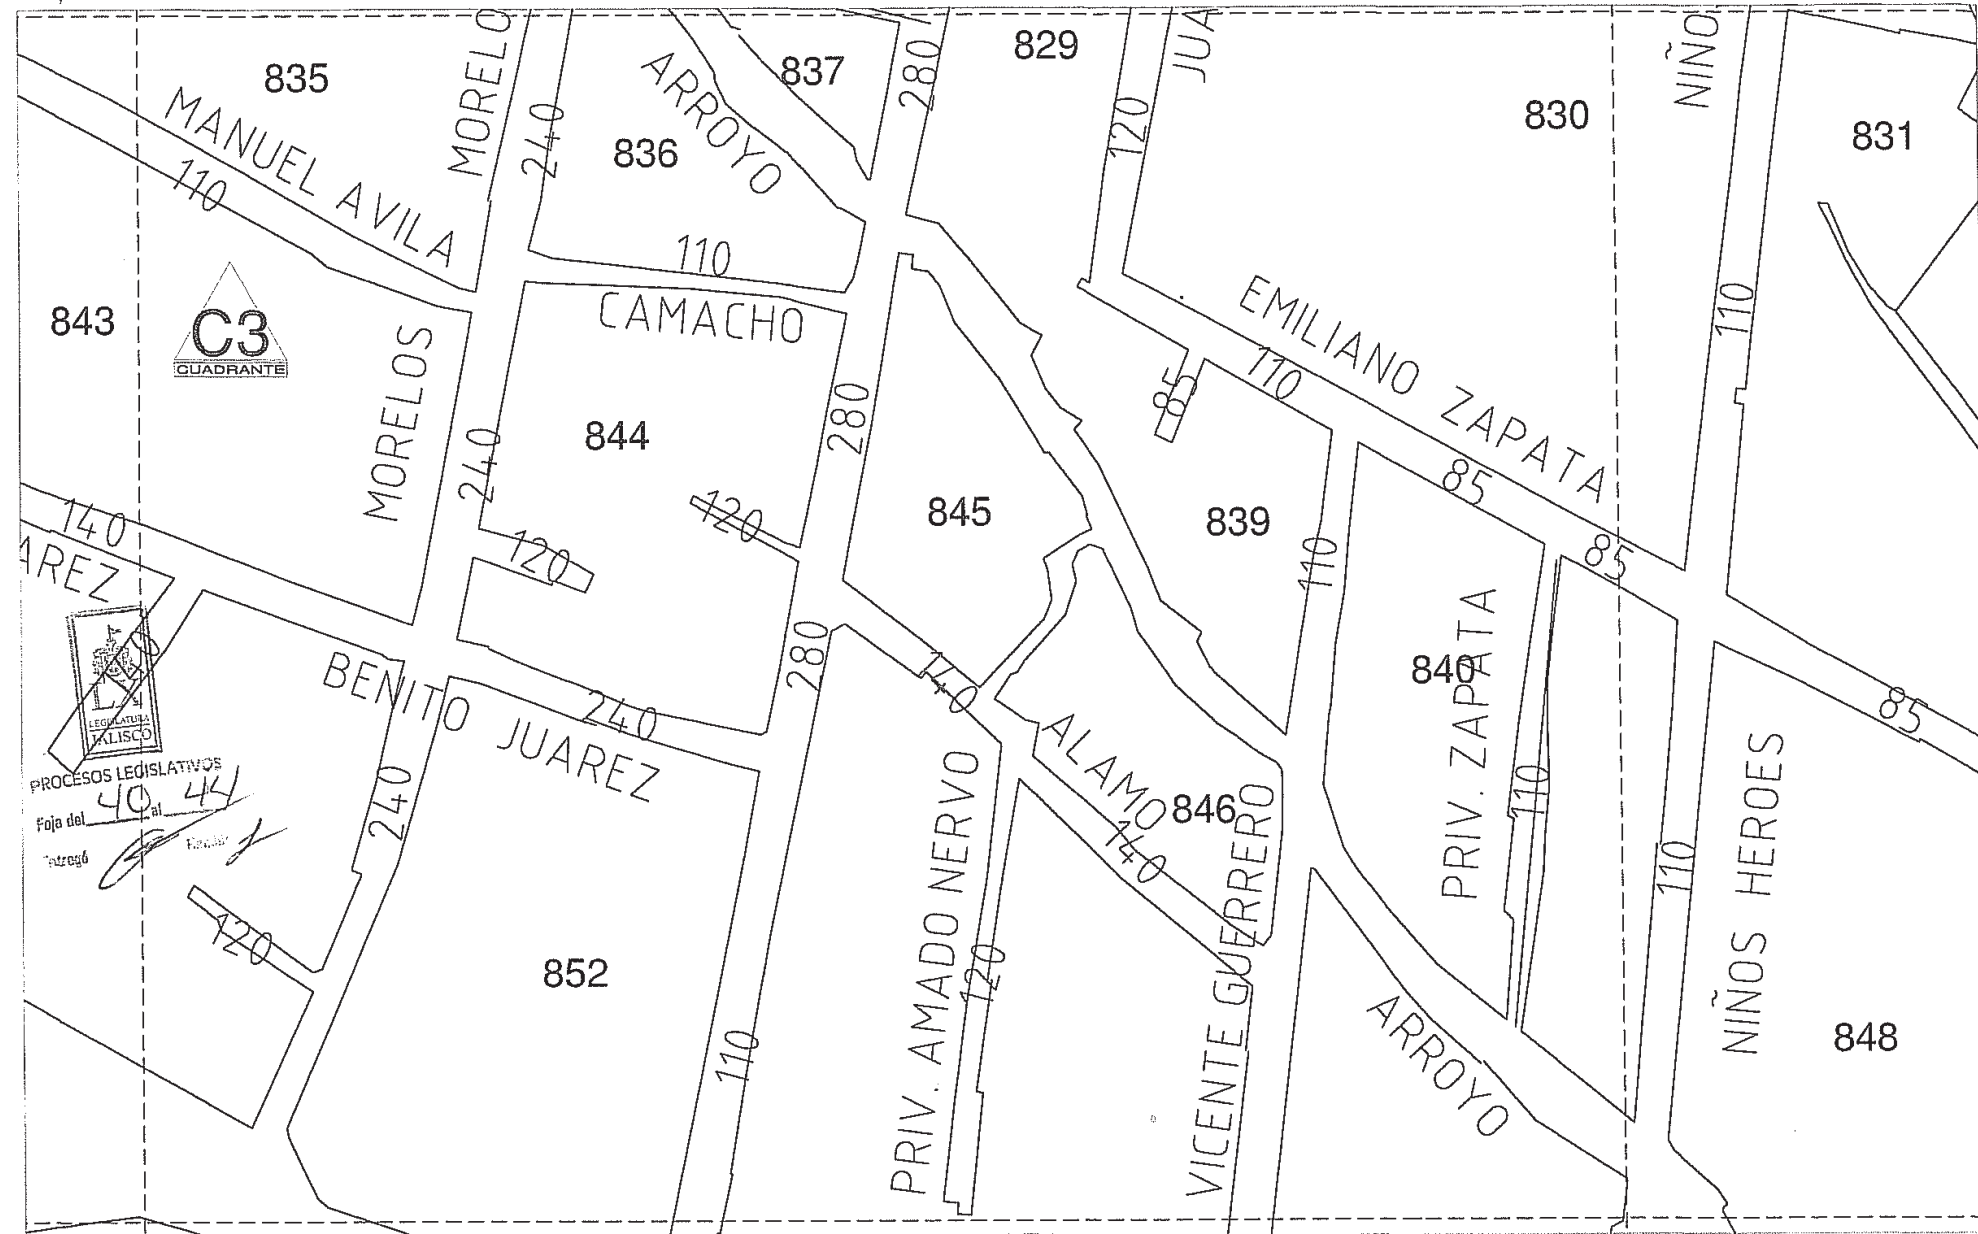 835
MORELO
240
ARROYO
837
280
829
120
JUA
830
NIÑO
831
MANUEL AVILA
110
836
110
CAMACHO
843
C3
CUADRANTE
MORELOS
240
844
280
EMILIANO ZAPATA
110
85
110
85
85
140
AREZ
120
120
845
839
110
LEGISLATURA
JALISCO
PROCESOS LEGISLATIVOS
Foja del 40 al 44
Entregó
BENITO JUAREZ
240
240
280
140
ALAMO
846
140
PRIV. ZAPATA
840
110
110
NIÑOS HEROES
85
848
120
852
110
PRIV. AMADO NERVO
120
VICENTE GUERRERO
ARROYO